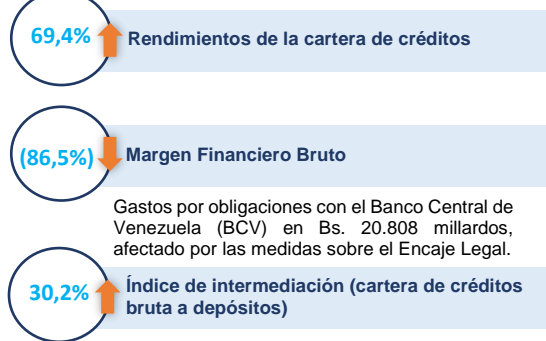 69,4%
Rendimientos de la cartera de créditos
(86,5%)
Margen Financiero Bruto
Gastos por obligaciones con el Banco Central de
Venezuela (BCV) en Bs. 20.808 millardos,
afectado por las medidas sobre el Encaje Legal.
30,2%
Índice de intermediación (cartera de créditos
bruta a depósitos)